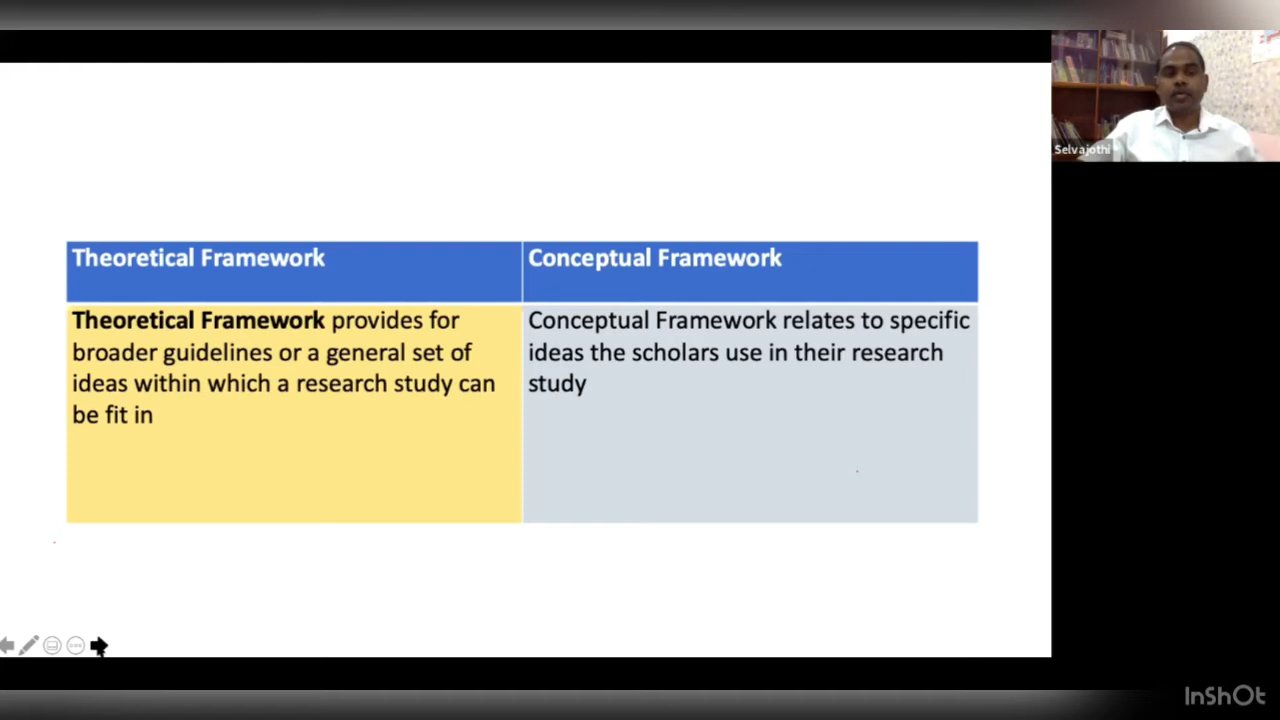 Theoretical Framework
Conceptual Framework
Theoretical Framework provides for
broader guidelines or a general set of
ideas within which a research study can
be fit in
Conceptual Framework relates to specific
ideas the scholars use in their research
study
Selvajothi
InShOt